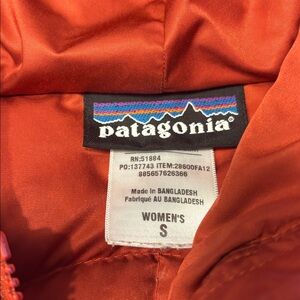 patagonia®
RN:51884
PO:137743 ITEM:28600FA12
885657626366
Made in BANGLADESH
Fabriqué AU BANGLADESH
WOMEN'S
S